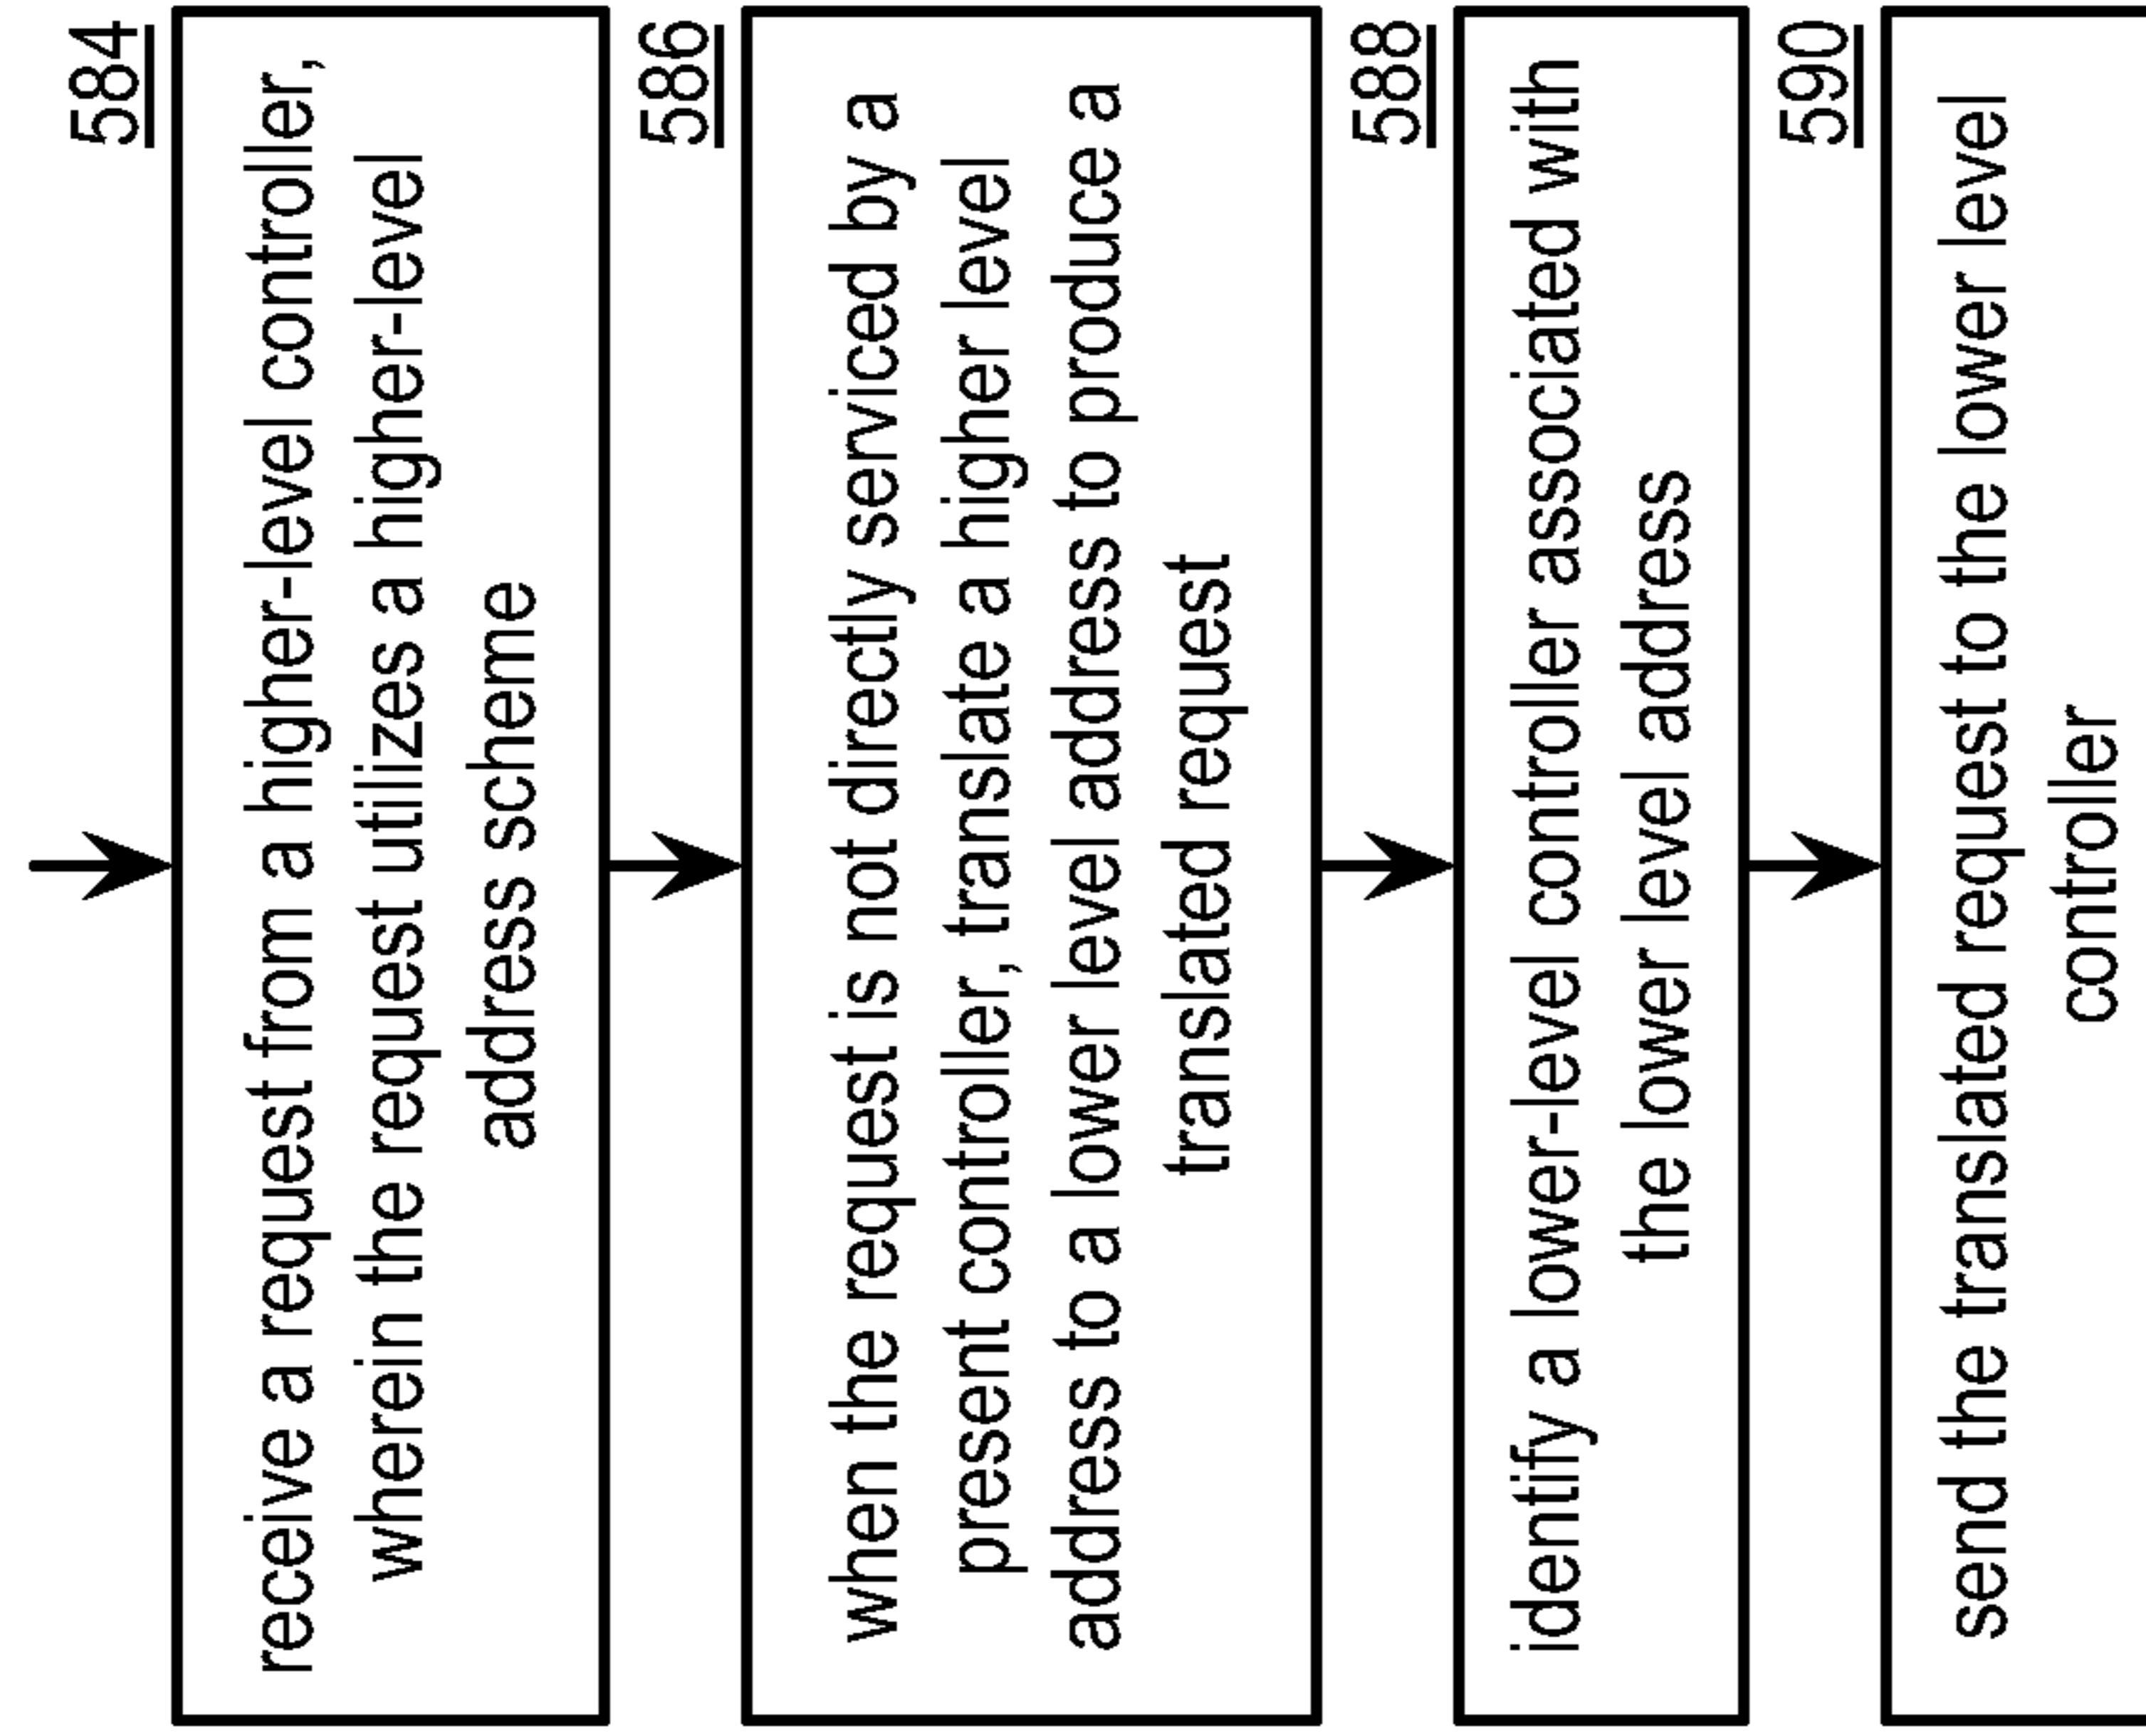 584
receive a request from a higher-level controller,
wherein the request utilizes a higher-level
address scheme
586
when the request is not directly serviced by a
present controller, translate a higher level
address to a lower level address to produce a
translated request
588
identify a lower-level controller associated with
the lower level address
590
send the translated request to the lower level
controller